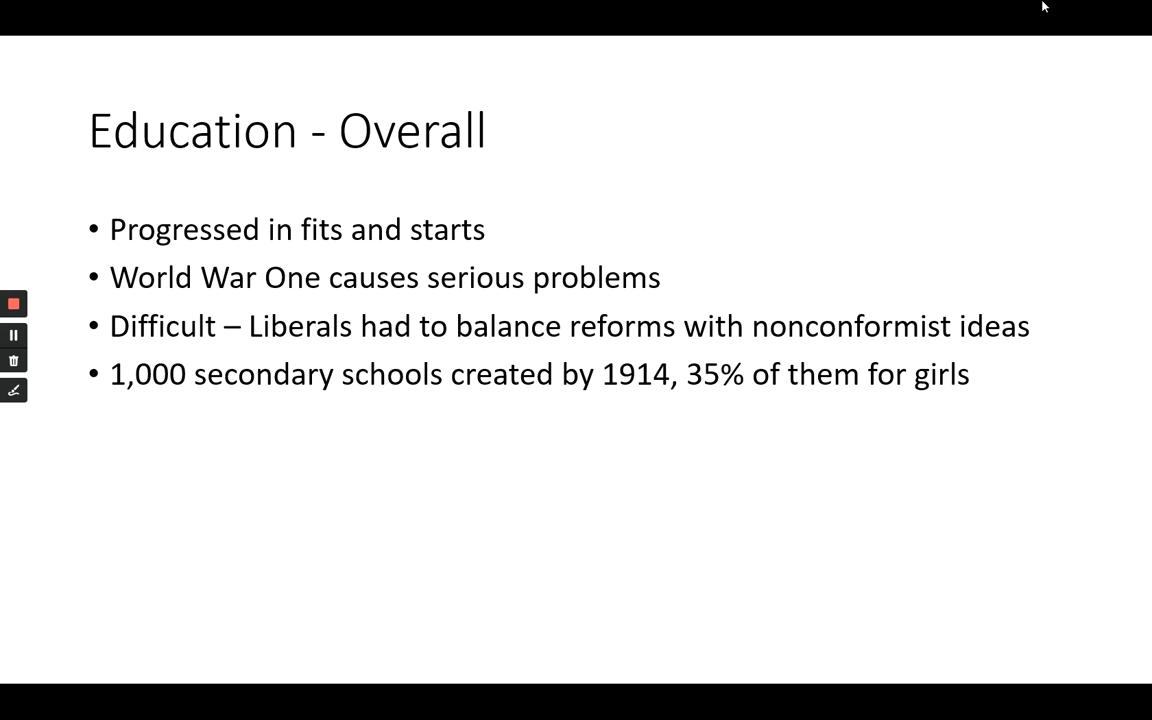 Education - Overall
• Progressed in fits and starts
• World War One causes serious problems
• Difficult – Liberals had to balance reforms with nonconformist ideas
• 1,000 secondary schools created by 1914, 35% of them for girls